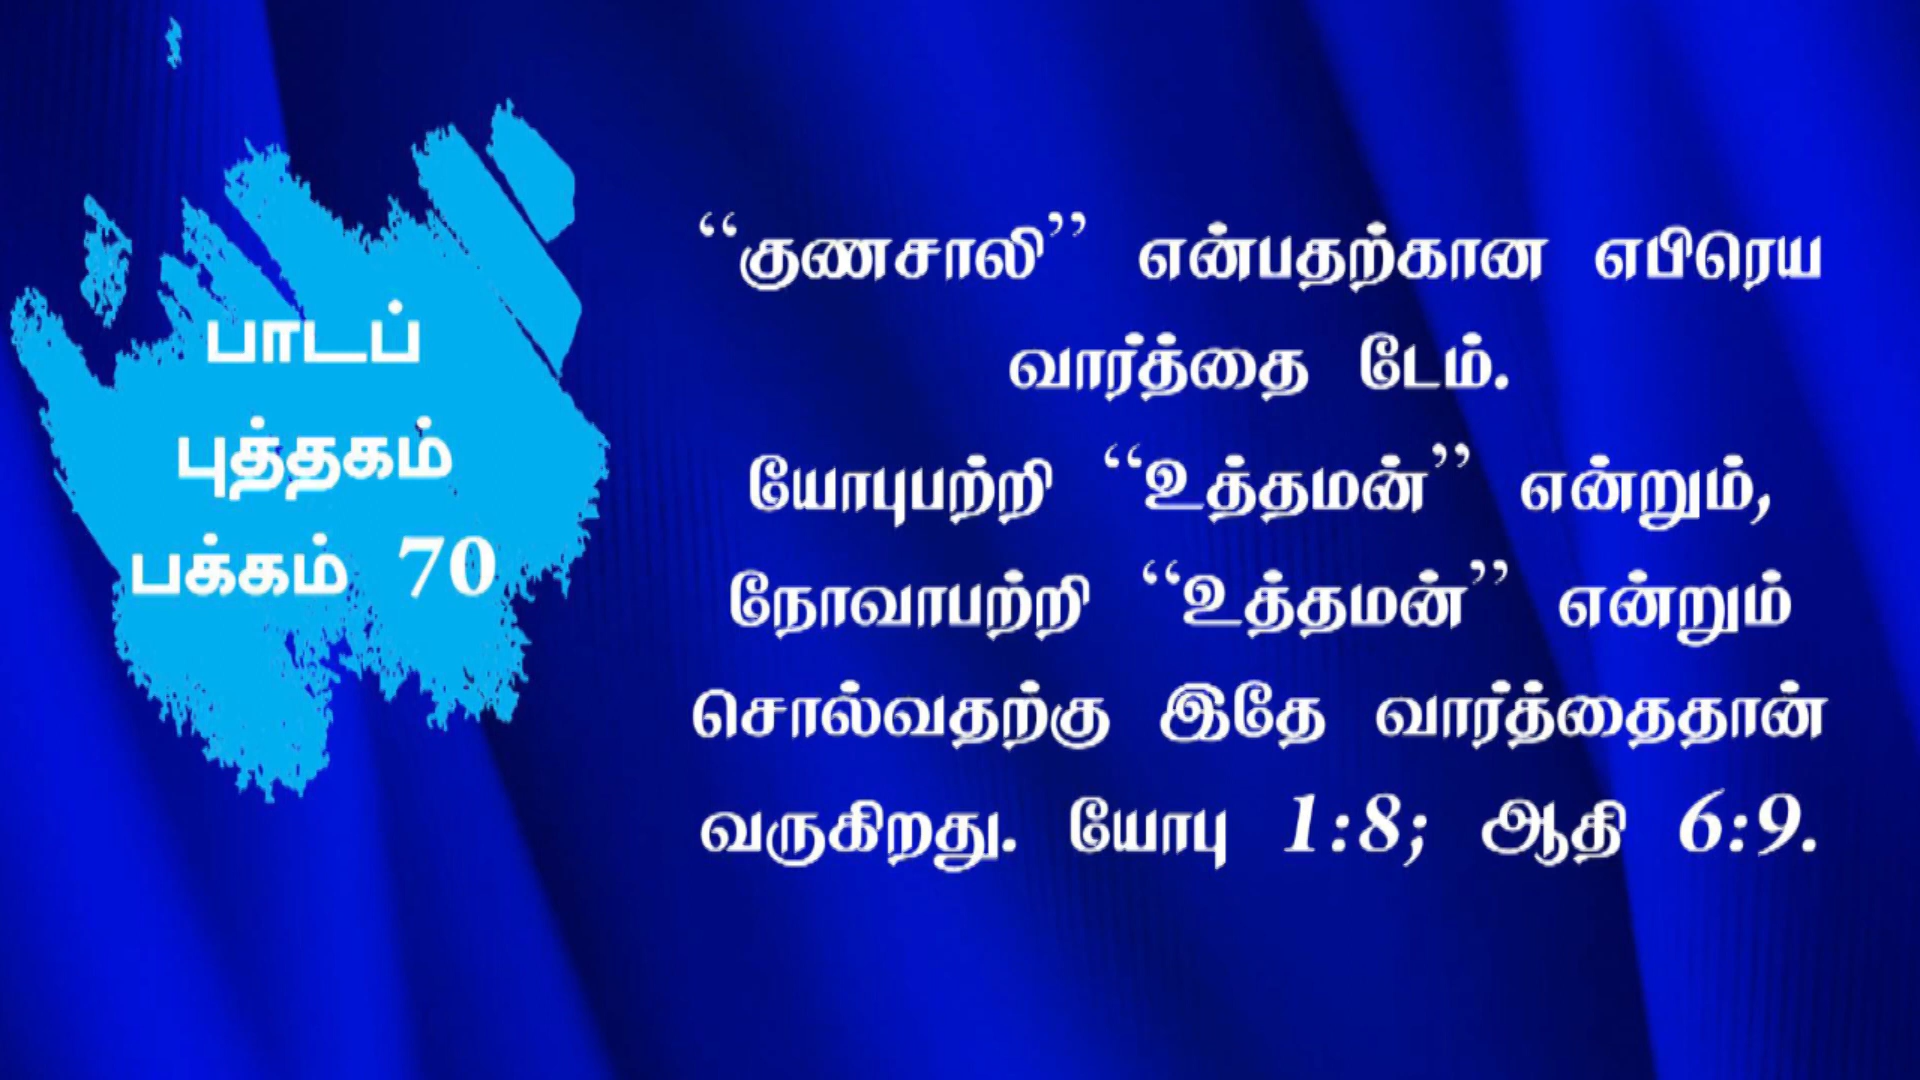 பாடப்
புத்தகம்
பக்கம் 70
“குணசாலி” என்பதற்கான எபிரெய
வார்த்தை டேம்.
யோபுபற்றி “உத்தமன்” என்றும்,
நோவாபற்றி “உத்தமன்” என்றும்
சொல்வதற்கு இதே வார்த்தைதான்
வருகிறது. யோபு 1:8; ஆதி 6:9.